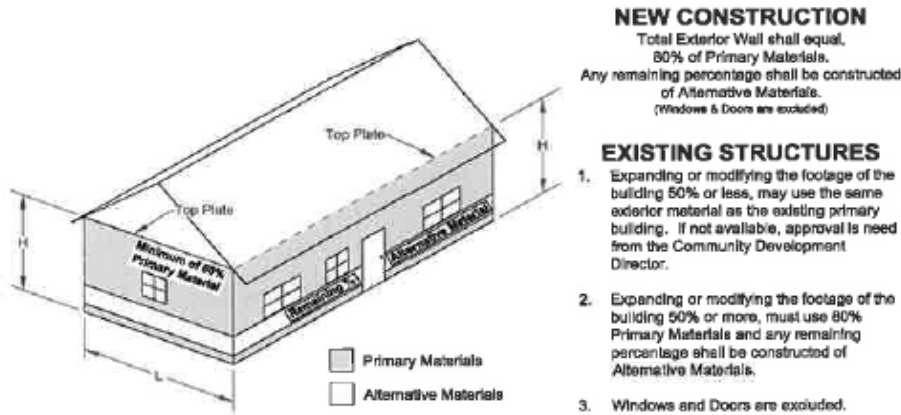 NEW CONSTRUCTION
Total Exterior Wall shall equal,
80% of Primary Materials.
Any remaining percentage shall be constructed
of Alternative Materials.
(Windows & Doors are excluded)
EXISTING STRUCTURES
1. Expanding or modifying the footage of the
building 50% or less, may use the same
exterior material as the existing primary
building. If not available, approval is need
from the Community Development
Director.
2. Expanding or modifying the footage of the
building 50% or more, must use 80%
Primary Materials and any remaining
percentage shall be constructed of
Alternative Materials.
3. Windows and Doors are excluded.
Top Plate
H
Top Plate
H
Minimum of 80%
Primary Material
Remaining %
Alternative Material
L
Primary Materials
Alternative Materials